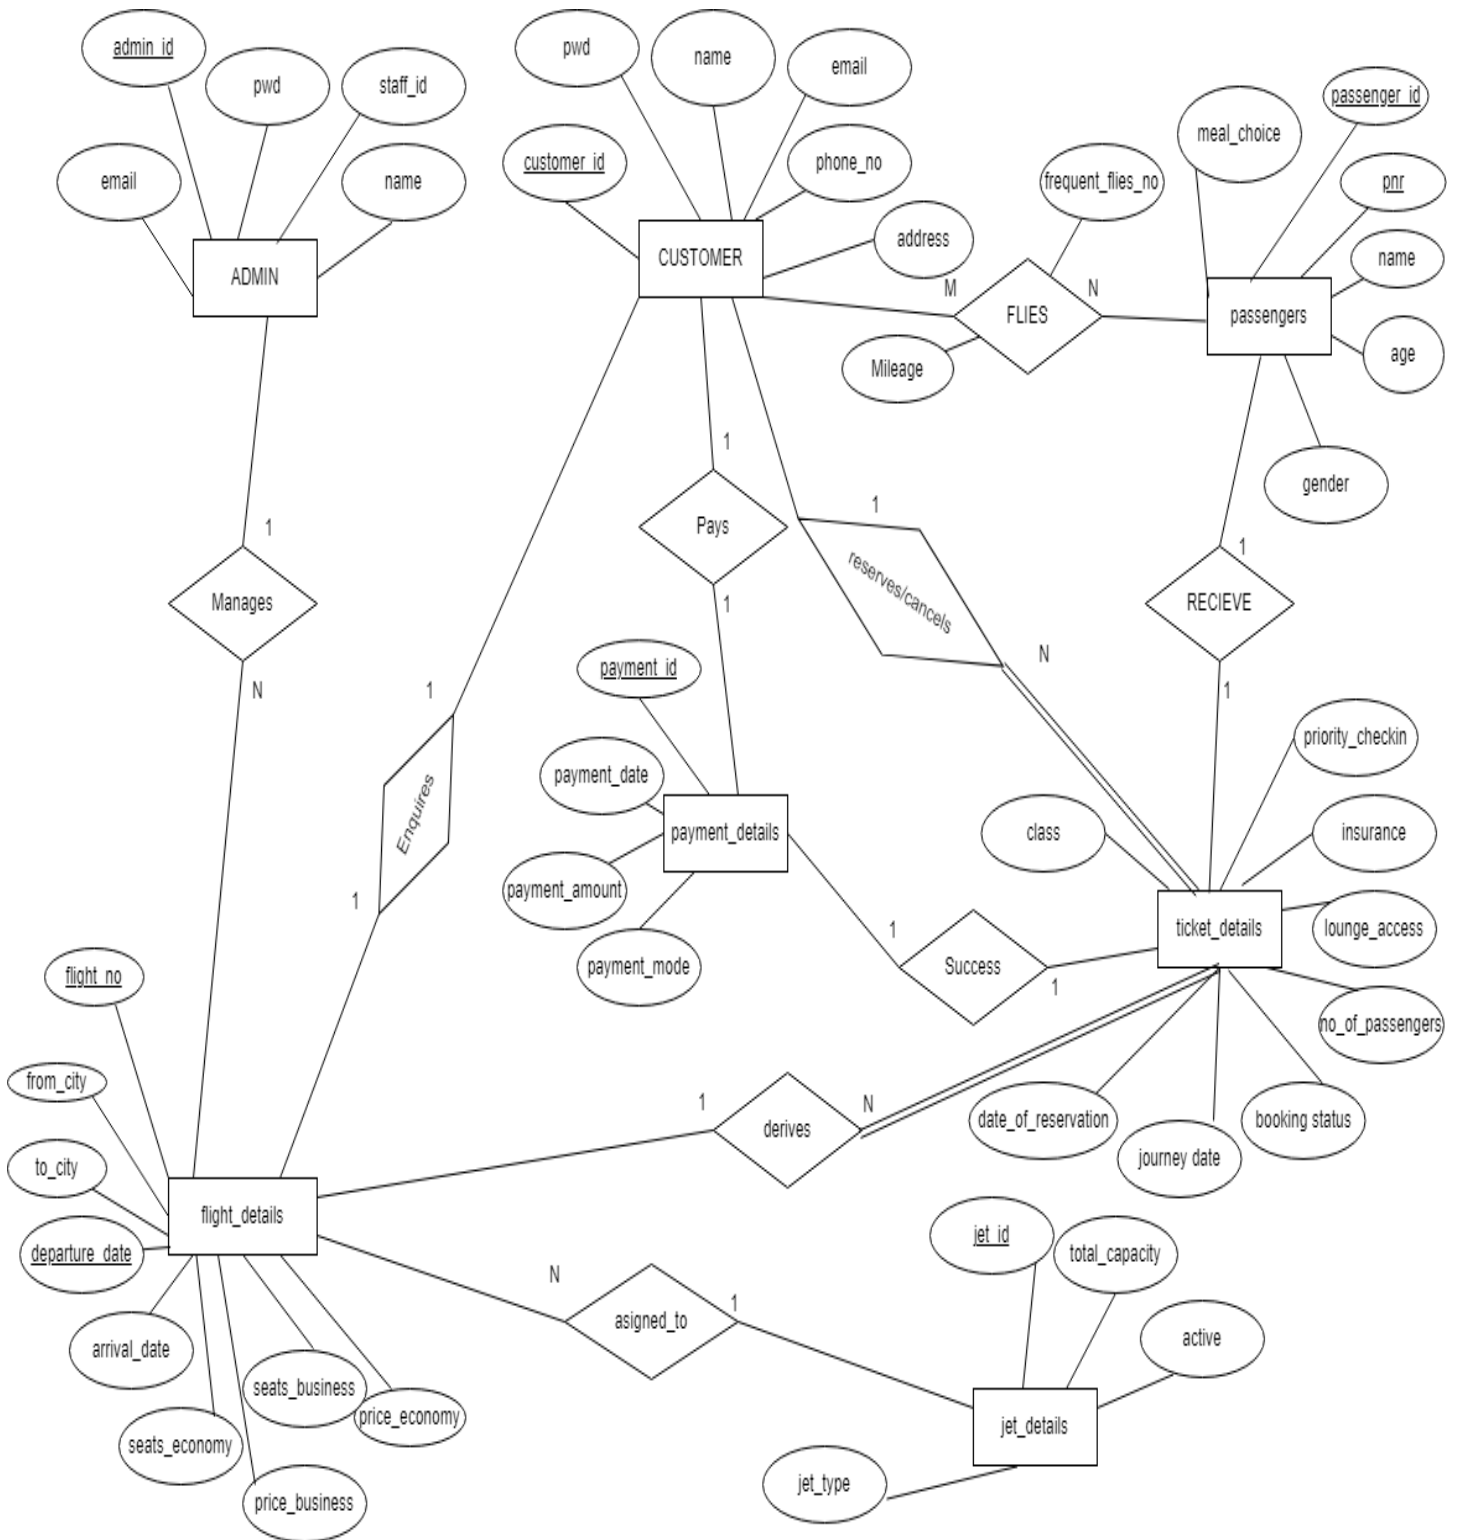 admin_id
pwd
staff_id
email
name
ADMIN
pwd
name
email
customer_id
phone_no
address
CUSTOMER
M
FLIES
N
frequent_flies_no
Mileage
meal_choice
passenger_id
pnr
name
age
passengers
gender
1
Manages
N
1
Pays
1
1
reserves/cancels
N
1
RECIEVE
1
1
Enquires
1
payment_id
payment_date
payment_amount
payment_mode
payment_details
1
Success
1
class
priority_checkin
insurance
lounge_access
no_of_passengers
ticket_details
date_of_reservation
journey date
booking status
1
derives
N
flight_no
from_city
to_city
departure_date
arrival_date
seats_economy
seats_business
price_economy
price_business
flight_details
N
asigned_to
1
jet_id
total_capacity
active
jet_details
jet_type